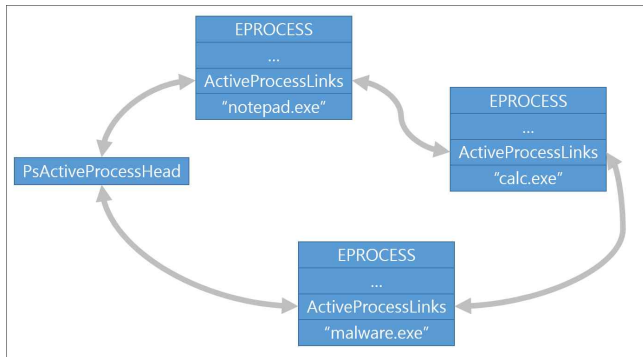 EPROCESS
...
ActiveProcessLinks
“notepad.exe”
EPROCESS
...
ActiveProcessLinks
“calc.exe”
PsActiveProcessHead
EPROCESS
...
ActiveProcessLinks
“malware.exe”